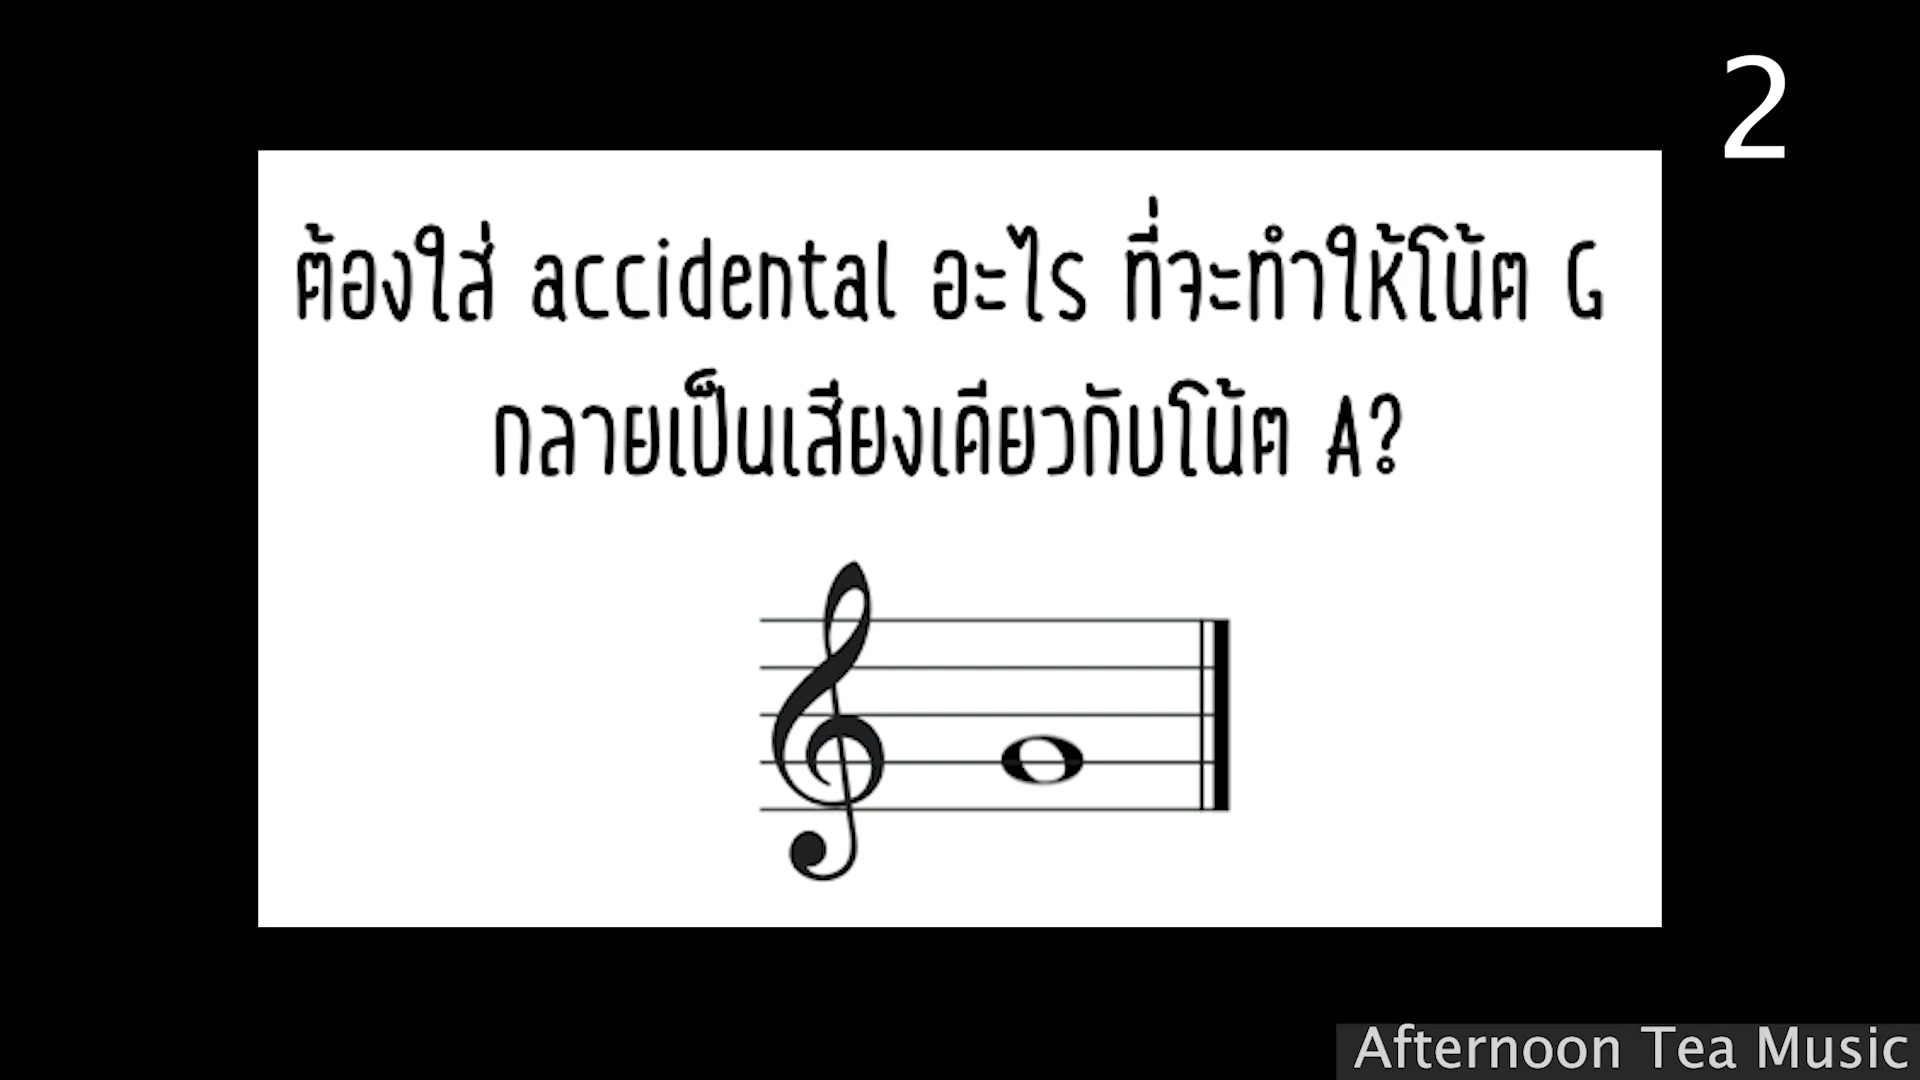 2
ต้องใส่ accidental อะไร ที่จะทำให้โน้ต G
กลายเป็นเสียงเดียวกับโน้ต A?
Afternoon Tea Music